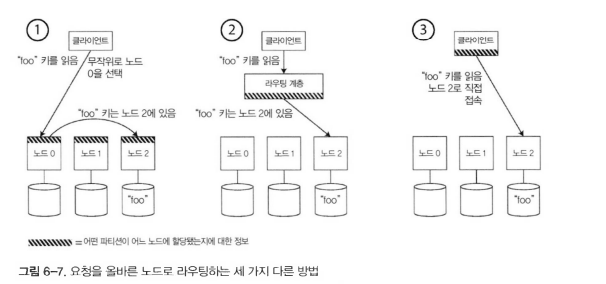 1
클라이언트
"foo" 키를 읽음
무작위로 노드
0을 선택
"foo" 키는 노드 2에 있음
노드 0
노드 1
노드 2
"foo"
2
클라이언트
"foo" 키를 읽음
라우팅 계층
"foo" 키는 노드 2에 있음
노드 0
노드 1
노드 2
"foo"
3
클라이언트
"foo" 키를 읽음
노드 2로 직접
접속
노드 0
노드 1
노드 2
"foo"
= 어떤 파티션이 어느 노드에 할당됐는지에 대한 정보
그림 6-7. 요청을 올바른 노드로 라우팅하는 세 가지 다른 방법